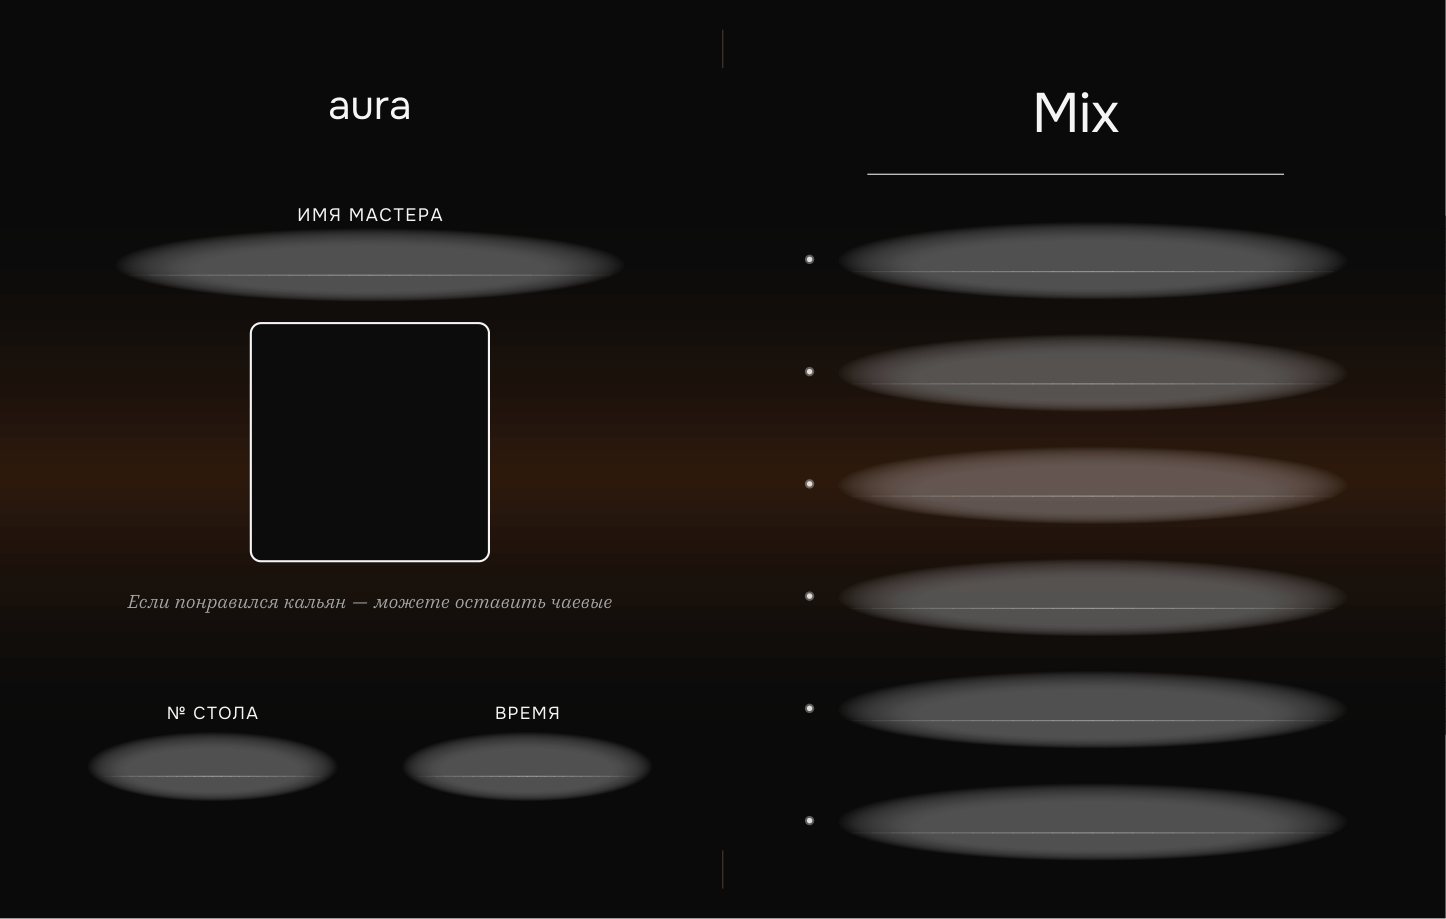 aura
ИМЯ МАСТЕРА
Если понравился кальян — можете оставить чаевые
№ СТОЛА
ВРЕМЯ
Mix